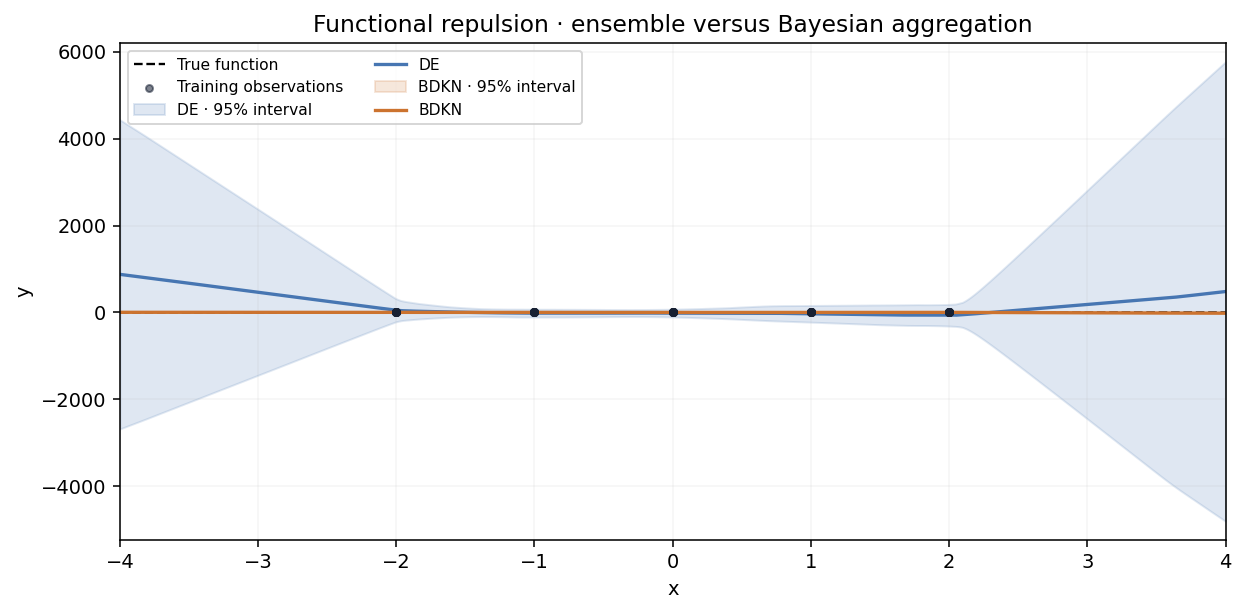 Functional repulsion · ensemble versus Bayesian aggregation
True function
Training observations
DE · 95% interval
DE
BDKN · 95% interval
BDKN
y
6000
4000
2000
0
−2000
−4000
−4 −3 −2 −1 0 1 2 3 4
x